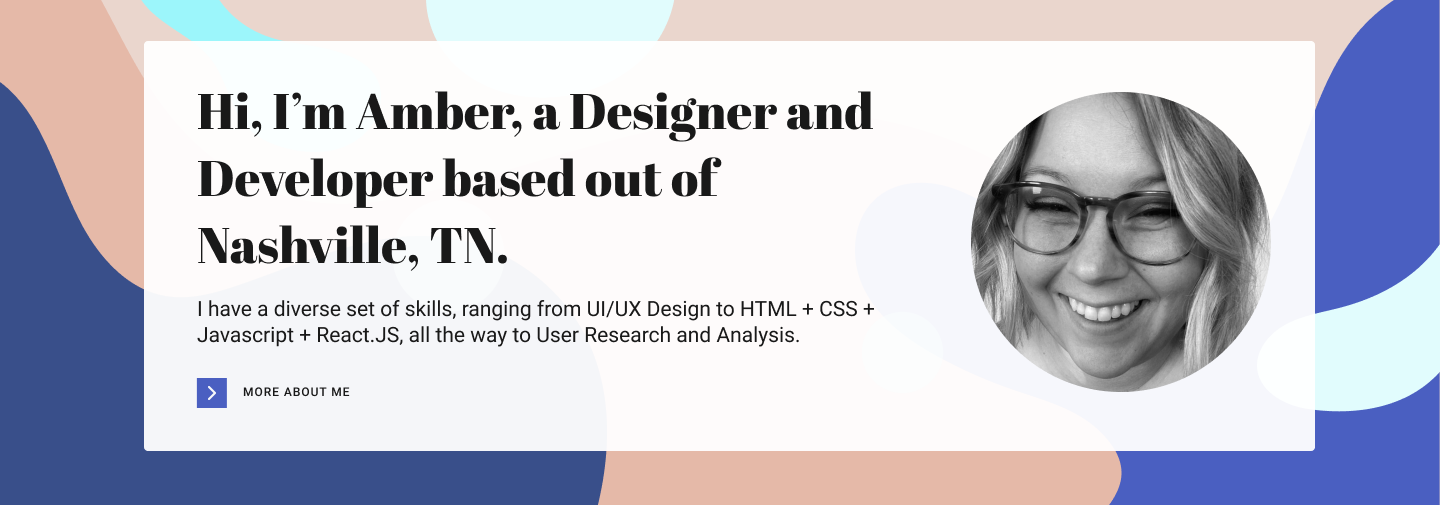 Hi, I’m Amber, a Designer and
Developer based out of
Nashville, TN.
I have a diverse set of skills, ranging from UI/UX Design to HTML + CSS +
Javascript + React.JS, all the way to User Research and Analysis.
MORE ABOUT ME